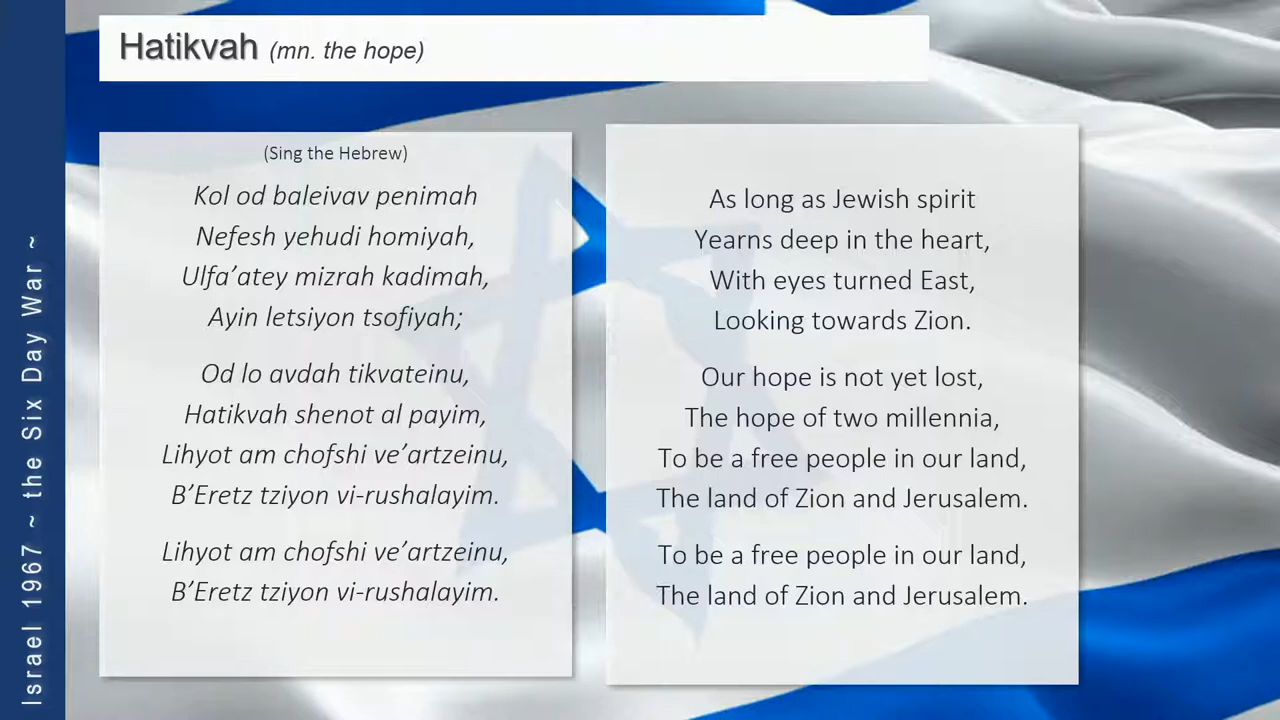 Hatikvah (mn. the hope)
(Sing the Hebrew)
Kol od baleivav penimah
Nefesh yehudi homiyah,
Ulfa’atey mizrah kadimah,
Ayin letsiyon tsofiyah;
Od lo avdah tikvateinu,
Hatikvah shenot al payim,
Lihyot am chofshi ve’artzeinu,
B’Eretz tziyon vi-rushalayim.
Lihyot am chofshi ve’artzeinu,
B’Eretz tziyon vi-rushalayim.
As long as Jewish spirit
Yearns deep in the heart,
With eyes turned East,
Looking towards Zion.
Our hope is not yet lost,
The hope of two millennia,
To be a free people in our land,
The land of Zion and Jerusalem.
To be a free people in our land,
The land of Zion and Jerusalem.
Israel 1967 ~ the Six Day War ~